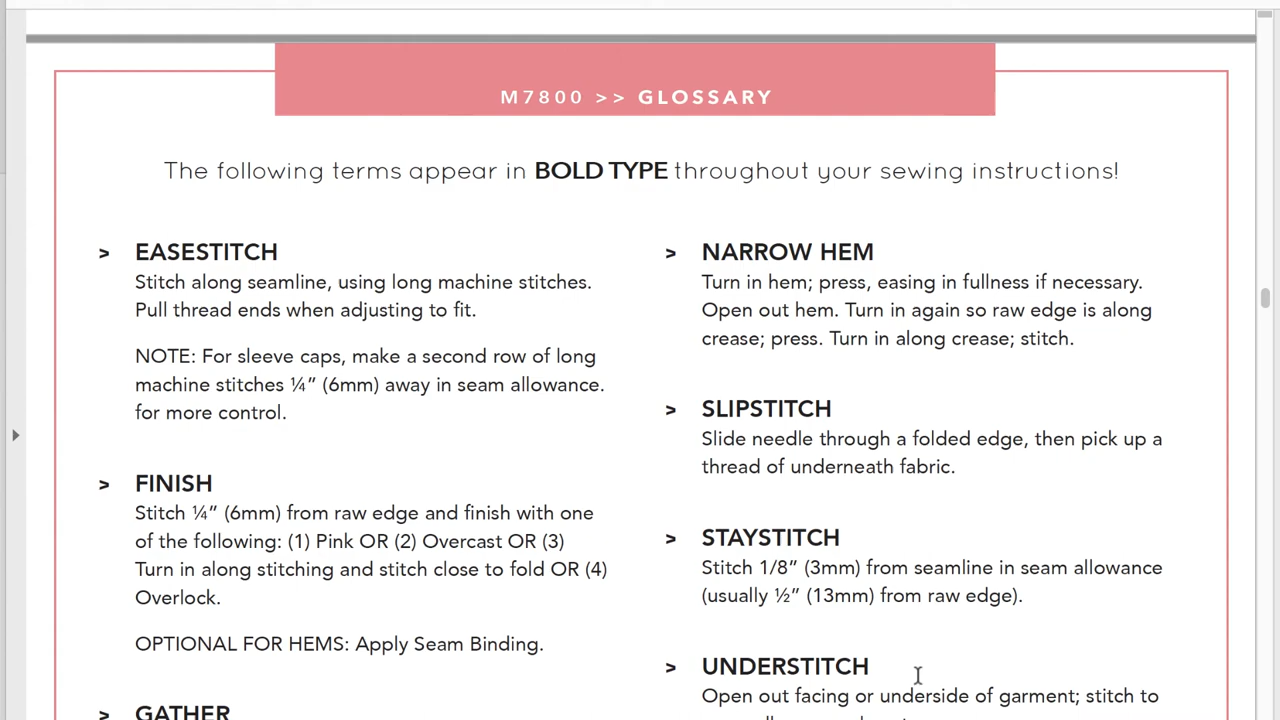 M7800 >> GLOSSARY
The following terms appear in BOLD TYPE throughout your sewing instructions!
> EASESTITCH
Stitch along seamline, using long machine stitches.
Pull thread ends when adjusting to fit.
NOTE: For sleeve caps, make a second row of long
machine stitches ¼” (6mm) away in seam allowance.
for more control.
> FINISH
Stitch ¼” (6mm) from raw edge and finish with one
of the following: (1) Pink OR (2) Overcast OR (3)
Turn in along stitching and stitch close to fold OR (4)
Overlock.
OPTIONAL FOR HEMS: Apply Seam Binding.
GATHER
> NARROW HEM
Turn in hem; press, easing in fullness if necessary.
Open out hem. Turn in again so raw edge is along
crease; press. Turn in along crease; stitch.
> SLIPSTITCH
Slide needle through a folded edge, then pick up a
thread of underneath fabric.
> STAYSTITCH
Stitch 1/8” (3mm) from seamline in seam allowance
(usually ½” (13mm) from raw edge).
> UNDERSTITCH
Open out facing or underside of garment; stitch to